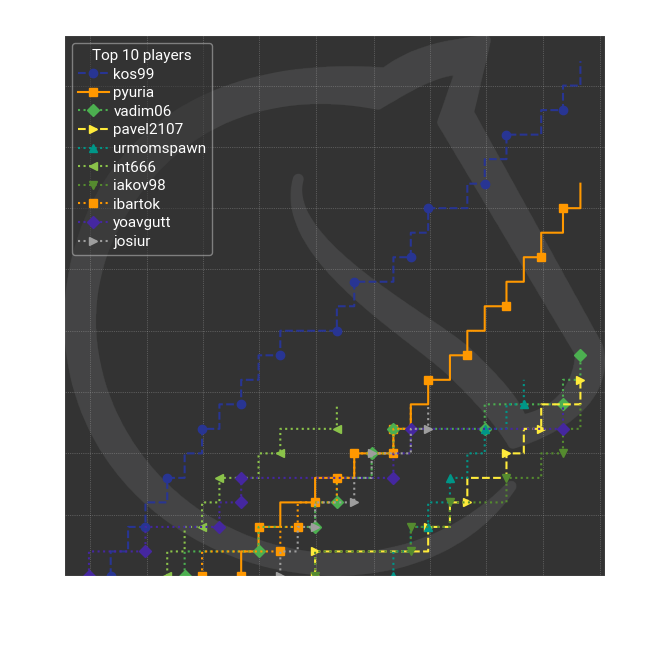 Top 10 players
kos99
pyuria
vadim06
pavel2107
urmomspawn
int666
iakov98
ibartok
yoavgutt
josiur